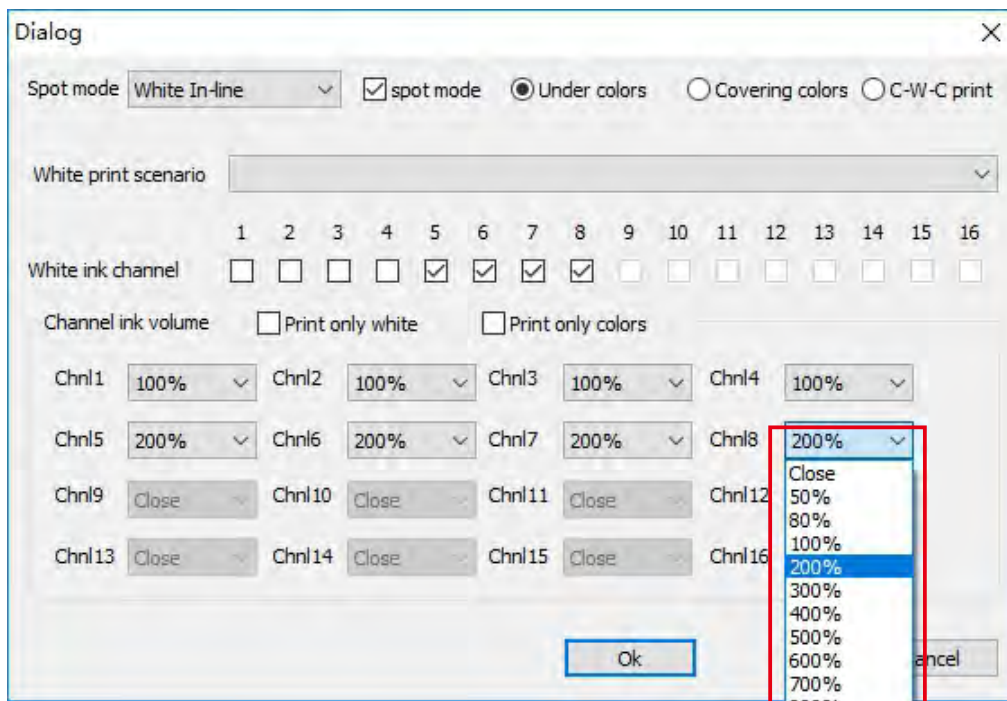 Dialog
Spot mode White In-line spot mode Under colors Covering colors C-W-C print
White print scenario
1 2 3 4 5 6 7 8 9 10 11 12 13 14 15 16
White ink channel
Channel ink volume Print only white Print only colors
Chnl1 100% Chnl2 100% Chnl3 100% Chnl4 100%
Chnl5 200% Chnl6 200% Chnl7 200% Chnl8 200%
Close
50%
80%
100%
200%
300%
400%
500%
600%
700%
Chnl9 Close Chnl10 Close Chnl11 Close Chnl12
Chnl13 Close Chnl14 Close Chnl15 Close Chnl16
Ok ancel